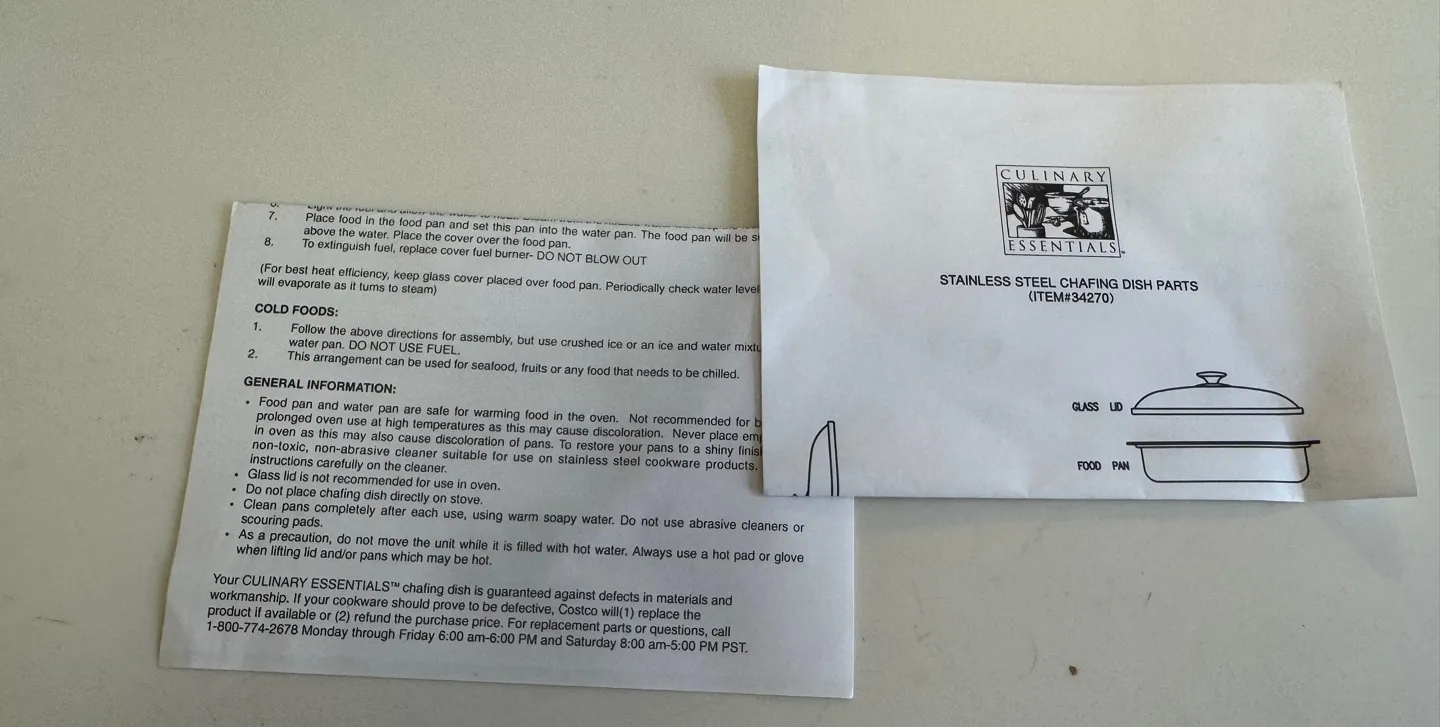 7. Place food in the food pan and set this pan into the water pan. The food pan will be
above the water. Place the cover over the food pan.
8. To extinguish fuel, replace cover fuel burner- DO NOT BLOW OUT
(For best heat efficiency, keep glass cover placed over food pan. Periodically check water level
will evaporate as it turns to steam)
COLD FOODS:
1. Follow the above directions for assembly, but use crushed ice or an ice and water
water pan. DO NOT USE FUEL.
2. This arrangement can be used for seafood, fruits or any food that needs to be chilled.
GENERAL INFORMATION:
• Food pan and water pan are safe for warming food in the oven. Not recommended for
prolonged oven use at high temperatures as this may cause discoloration. Never place
in oven as this may also cause discoloration of pans. To restore your pans to a shiny
non-toxic, non-abrasive cleaner suitable for use on stainless steel cookware products.
instructions carefully on the cleaner.
• Glass lid is not recommended for use in oven.
• Do not place chafing dish directly on stove.
• Clean pans completely after each use, using warm soapy water. Do not use abrasive cleaners or
scouring pads.
• As a precaution, do not move the unit while it is filled with hot water. Always use a hot pad or glove
when lifting lid and/or pans which may be hot.
Your CULINARY ESSENTIALS™ chafing dish is guaranteed against defects in materials and
workmanship. If your cookware should prove to be defective, Costco will(1) replace the
product if available or (2) refund the purchase price. For replacement parts or questions, call
1-800-774-2678 Monday through Friday 6:00 am-6:00 PM and Saturday 8:00 am-5:00 PM PST.
CULINARY
ESSENTIALS™
STAINLESS STEEL CHAFING DISH PARTS
(ITEM#34270)
GLASS LID
FOOD PAN